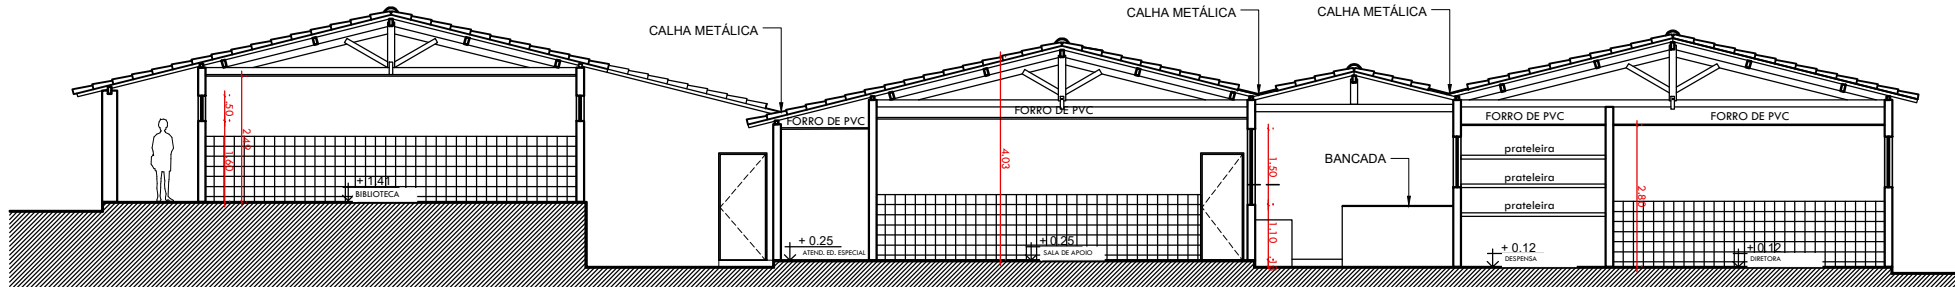 CALHA METÁLICA
CALHA METÁLICA
CALHA METÁLICA
.50
2.49
1.60
+ 1.41
BIBLIOTECA
FORRO DE PVC
+ 0.25
ATEND. ED. ESPECIAL
FORRO DE PVC
4.03
+ 0.25
SALA DE APOIO
1.50
1.10
BANCADA
FORRO DE PVC
prateleira
prateleira
prateleira
+ 0.12
DESPENSA
FORRO DE PVC
2.80
+ 0.12
DIRETORA